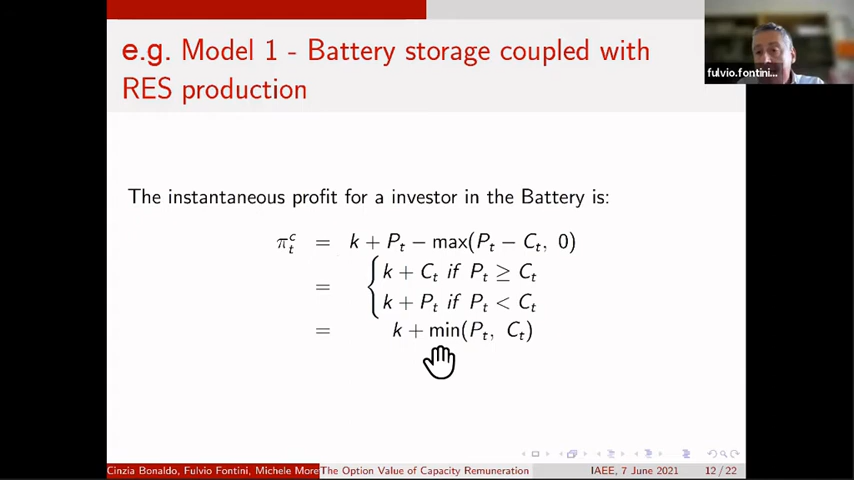 e.g. Model 1 - Battery storage coupled with
RES production
fulvio.fontini...
The instantaneous profit for a investor in the Battery is:
π_t^c = k + P_t − max(P_t − C_t, 0)
= { k + C_t if P_t ≥ C_t
k + P_t if P_t < C_t
= k + min(P_t, C_t)
Cinzia Bonaldo, Fulvio Fontini, Michele More The Option Value of Capacity Remuneration IAEE, 7 June 2021 12 / 22